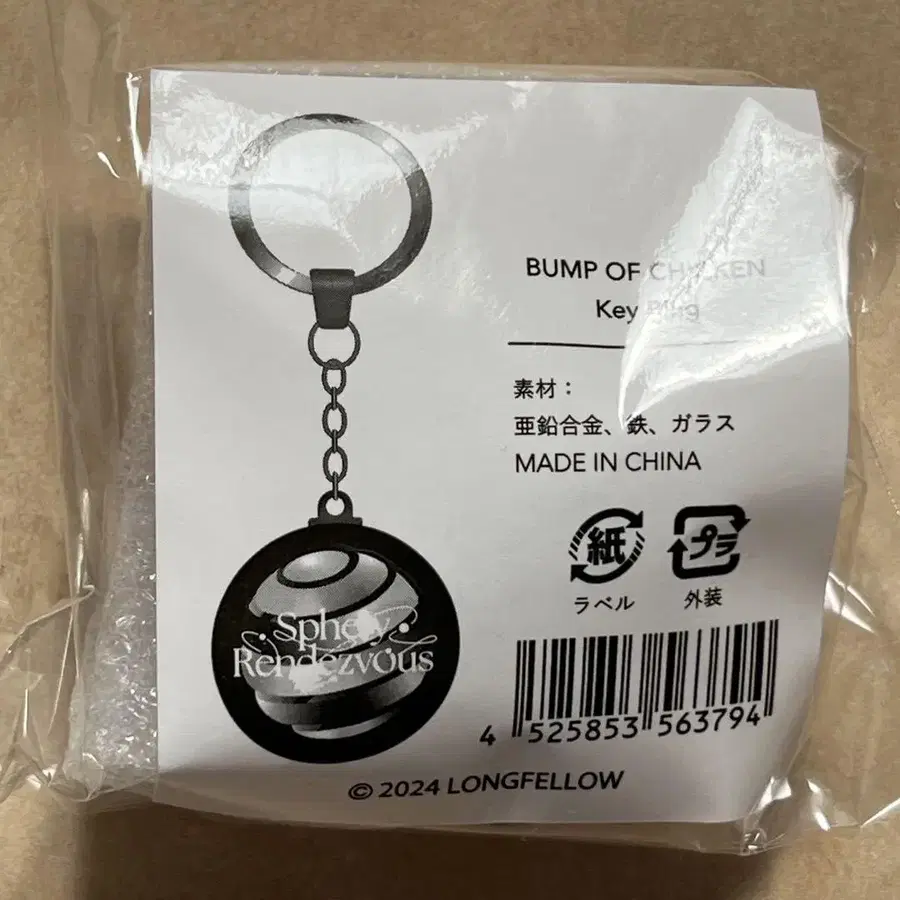 BUMP OF CHICKEN
Key Ring
素材：
亜鉛合金、鉄、ガラス
MADE IN CHINA
紙
プラ
ラベル
外装
Sphery
Rendezvous
4 525853 563794
© 2024 LONGFELLOW